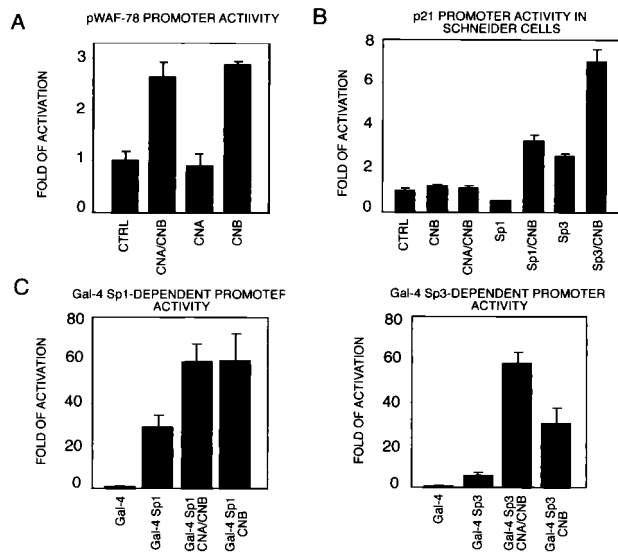 A
pWAF-78 PROMOTER ACTIIVITY
FOLD OF ACTIVATION
3
2
1
0
CTRL
CNA/CNB
CNA
CNB
B
p21 PROMOTER ACTIVITY IN
SCHNEIDER CELLS
FOLD OF ACTIVATION
8
6
4
2
0
CTRL
CNB
CNA/CNB
Sp1
Sp1/CNB
Sp3
Sp3/CNB
C
Gal-4 Sp1-DEPENDENT PROMOTER
ACTIVITY
FOLD OF ACTIVATION
80
60
40
20
0
Gal-4
Gal-4 Sp1
Gal-4 Sp1
CNA/CNB
Gal-4 Sp1
CNB
Gal-4 Sp3-DEPENDENT PROMOTER
ACTIVITY
FOLD OF ACTIVATION
80
60
40
20
0
Gal-4
Gal-4 Sp3
Gal-4 Sp3
CNA/CNB
Gal-4 Sp3
CNB